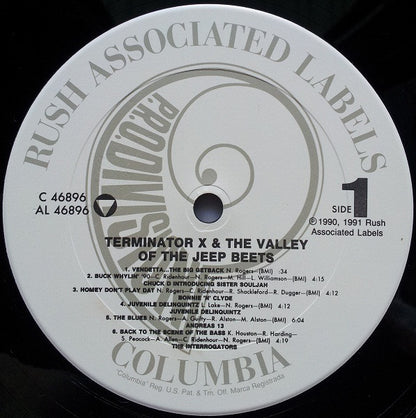 RUSH ASSOCIATED LABELS
P.R.O.DIVISION
C 46896
AL 46896
SIDE 1
℗1990, 1991 Rush
Associated Labels
TERMINATOR X & THE VALLEY
OF THE JEEP BEETS
1. VENDETTA...THE BIG GETBACK N. Rogers -(BMI)- :34
2. BUCK WHYLIN' '90 -C. Ridenhour- N. Rogers- M. Hill- L. Williamson -(BMI)- 4:15
CHUCK D INTRODUCING SISTER SOULJAH
3. HOMEY DON'T PLAY DAT N. Rogers- C. Ridenhour- R. Shackleford- R. Dugger -(BMI)- 3:15
BONNIE 'N' CLYDE
4. JUVENILE DELINQUINTZ L. Lake- N. Rogers -(BMI)- 4:12
JUVENILE DELINQUINTZ
5. THE BLUES N. Rogers- A. Guilty- R. Alston- M. Alston -(BMI)- 5:04
ANDREAS 13
6. BACK TO THE SCENE OF THE BASS K. Houston- R. Harding-
S. Peacock- A. Allen- C. Ridenhour- N. Rogers -(BMI)- 4:19
THE INTERROGATORS
COLUMBIA
"Columbia" Reg. U.S. Pat. & Tm. Off. Marca Registrada